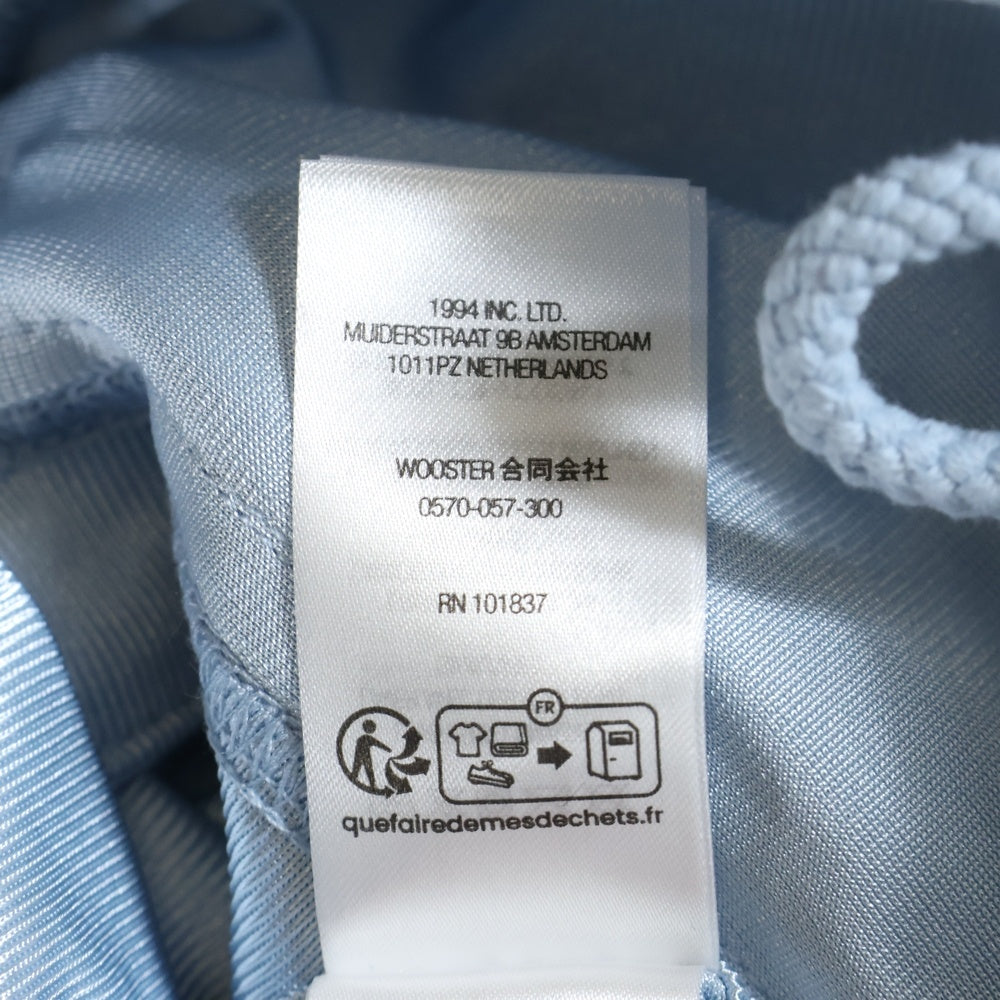 1994 INC. LTD.
MUIDERSTRAAT 9B AMSTERDAM
1011PZ NETHERLANDS
WOOSTER 合同会社
0570-057-300
RN 101837
FR
quefairedemesdechets.fr